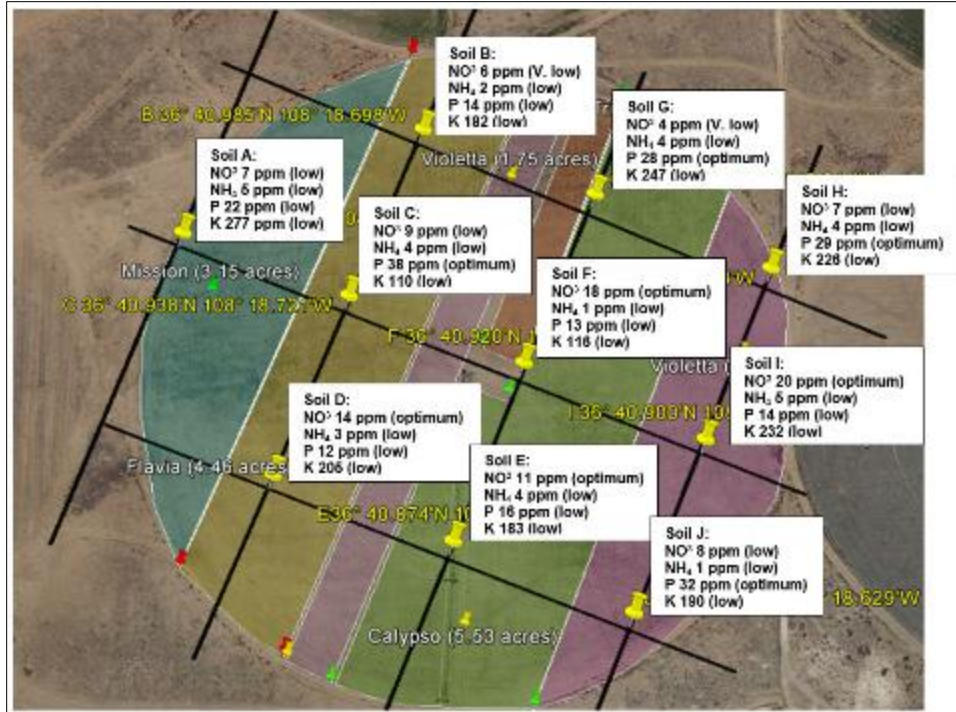 Soil B:
NO³ 6 ppm (V. low)
NH₄ 2 ppm (low)
P 14 ppm (low)
K 182 (low)
B 36° 40.985'N 108° 18.698'W
Violetta (1.75 acres)
Soil G:
NO³ 4 ppm (V. low)
NH₄ 4 ppm (low)
P 28 ppm (optimum)
K 247 (low)
Soil A:
NO³ 7 ppm (low)
NH₄ 5 ppm (low)
P 22 ppm (low)
K 277 (low)
Soil H:
NO³ 7 ppm (low)
NH₄ 4 ppm (low)
P 29 ppm (optimum)
K 226 (low)
Soil C:
NO³ 9 ppm (low)
NH₄ 4 ppm (low)
P 38 ppm (optimum)
K 110 (low)
Mission (3.15 acres)
C 36° 40.938'N 108° 18.727'W
Soil F:
NO³ 18 ppm (optimum)
NH₄ 1 ppm (low)
P 13 ppm (low)
K 116 (low)
F 36° 40.920'N
Violetta
Soil I:
NO³ 20 ppm (optimum)
NH₄ 5 ppm (low)
P 14 ppm (low)
K 232 (low)
I 36° 40.900'N
Soil D:
NO³ 14 ppm (optimum)
NH₄ 3 ppm (low)
P 12 ppm (low)
K 205 (low)
Flavia (4.46 acres
Soil E:
NO³ 11 ppm (optimum)
NH₄ 4 ppm (low)
P 16 ppm (low)
K 183 (low)
E 36° 40.874'N
Soil J:
NO³ 8 ppm (low)
NH₄ 1 ppm (low)
P 32 ppm (optimum)
K 190 (low)
18.629'W
Calypso (5.53 acres)